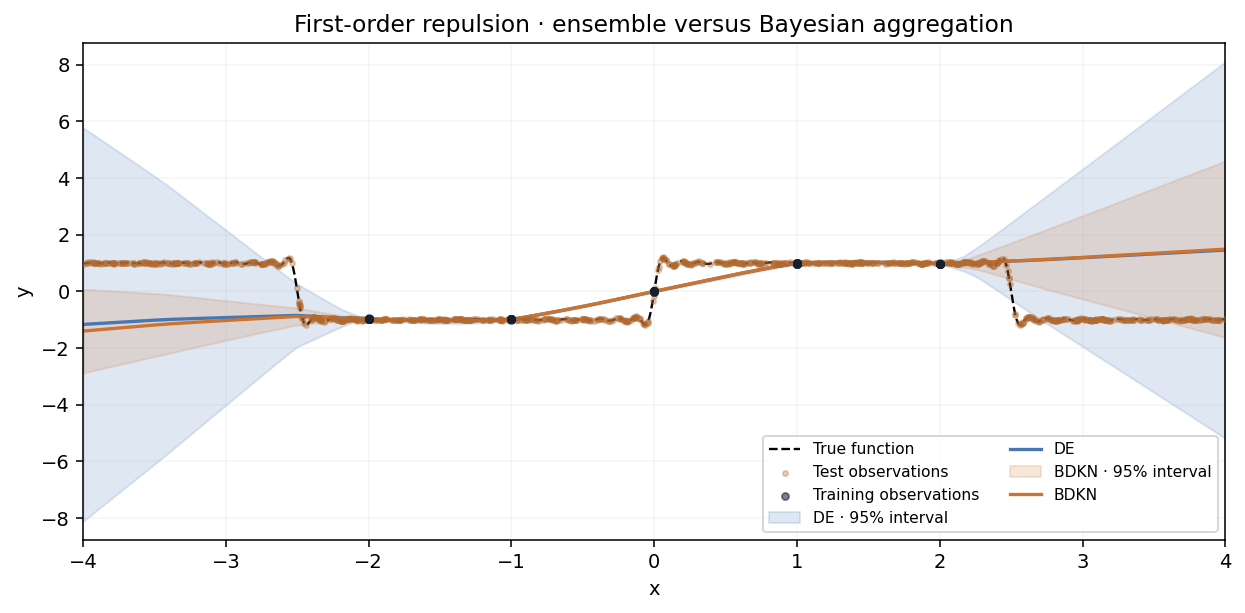 First-order repulsion · ensemble versus Bayesian aggregation
y
8
6
4
2
0
−2
−4
−6
−8
True function
Test observations
Training observations
DE · 95% interval
DE
BDKN · 95% interval
BDKN
−4 −3 −2 −1 0 1 2 3 4
x